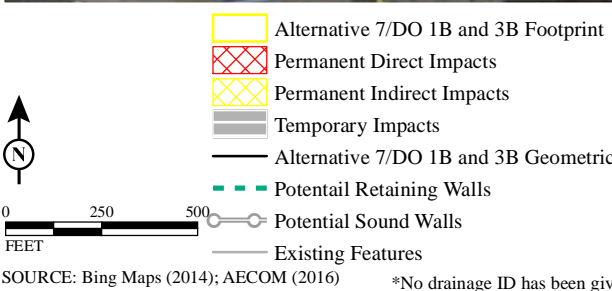 Alternative 7/DO 1B and 3B Footprint
Permanent Direct Impacts
Permanent Indirect Impacts
Temporary Impacts
Alternative 7/DO 1B and 3B Geometric
Potentail Retaining Walls
Potential Sound Walls
Existing Features
N
0 250 500
FEET
SOURCE: Bing Maps (2014); AECOM (2016) *No drainage ID has been giv